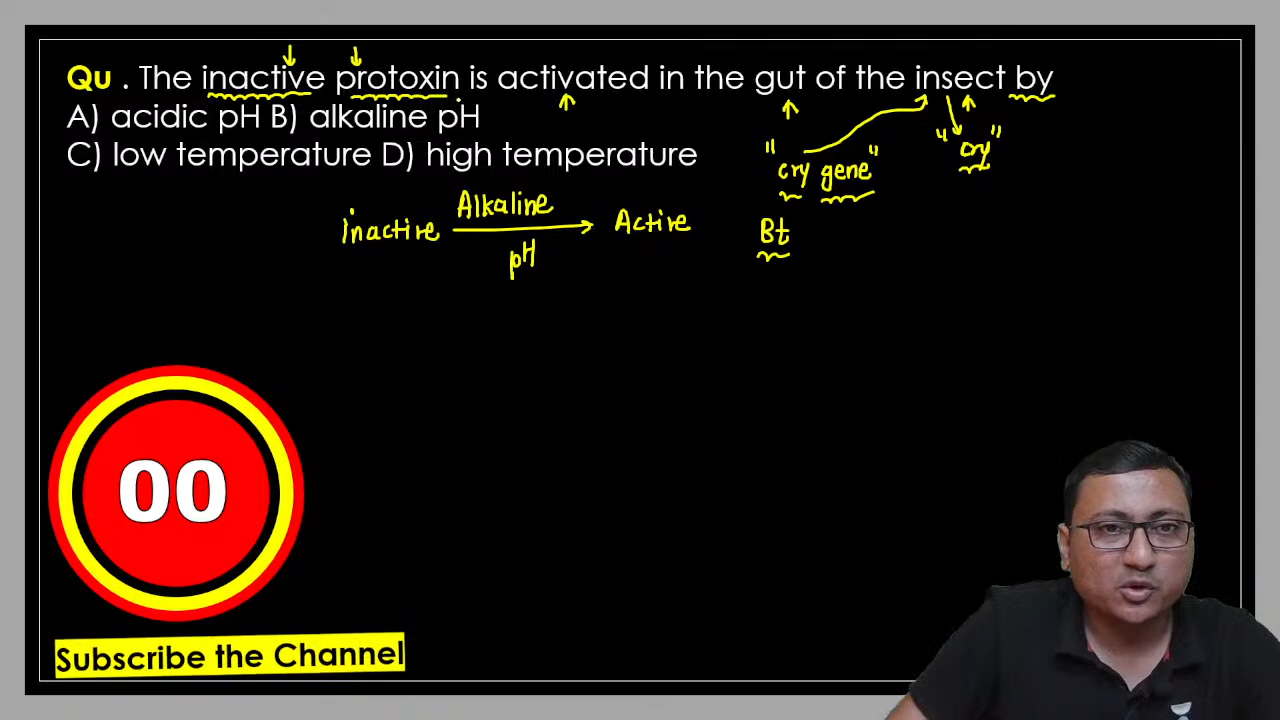 Qu . The inactive protoxin is activated in the gut of the insect by
A) acidic pH B) alkaline pH
C) low temperature D) high temperature
"cry gene"
"cry"
Inactive Alkaline Active
pH
Bt
00
Subscribe the Channel